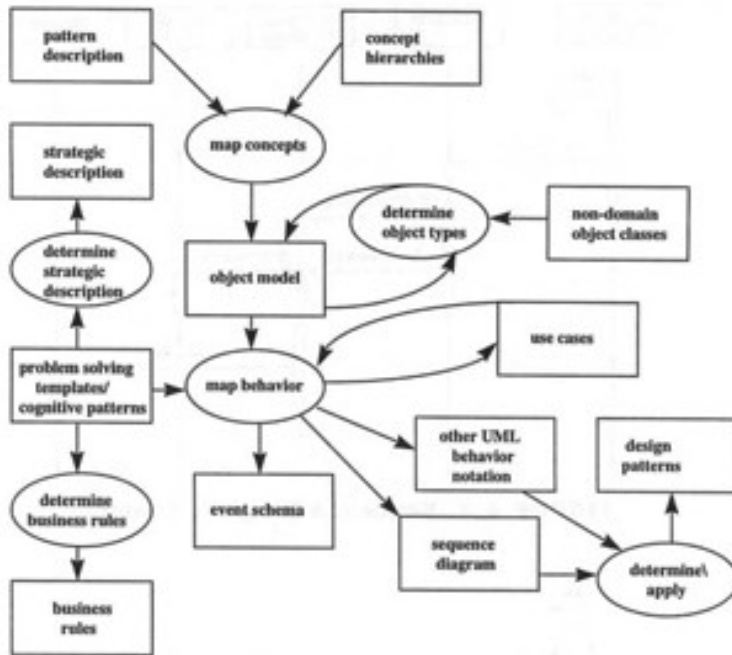 pattern
description
concept
hierarchies
map concepts
strategic
description
determine
object types
non-domain
object classes
determine
strategic
description
object model
use cases
problem solving
templates/
cognitive patterns
map behavior
other UML
behavior
notation
design
patterns
determine
business rules
event schema
sequence
diagram
determine\
apply
business
rules